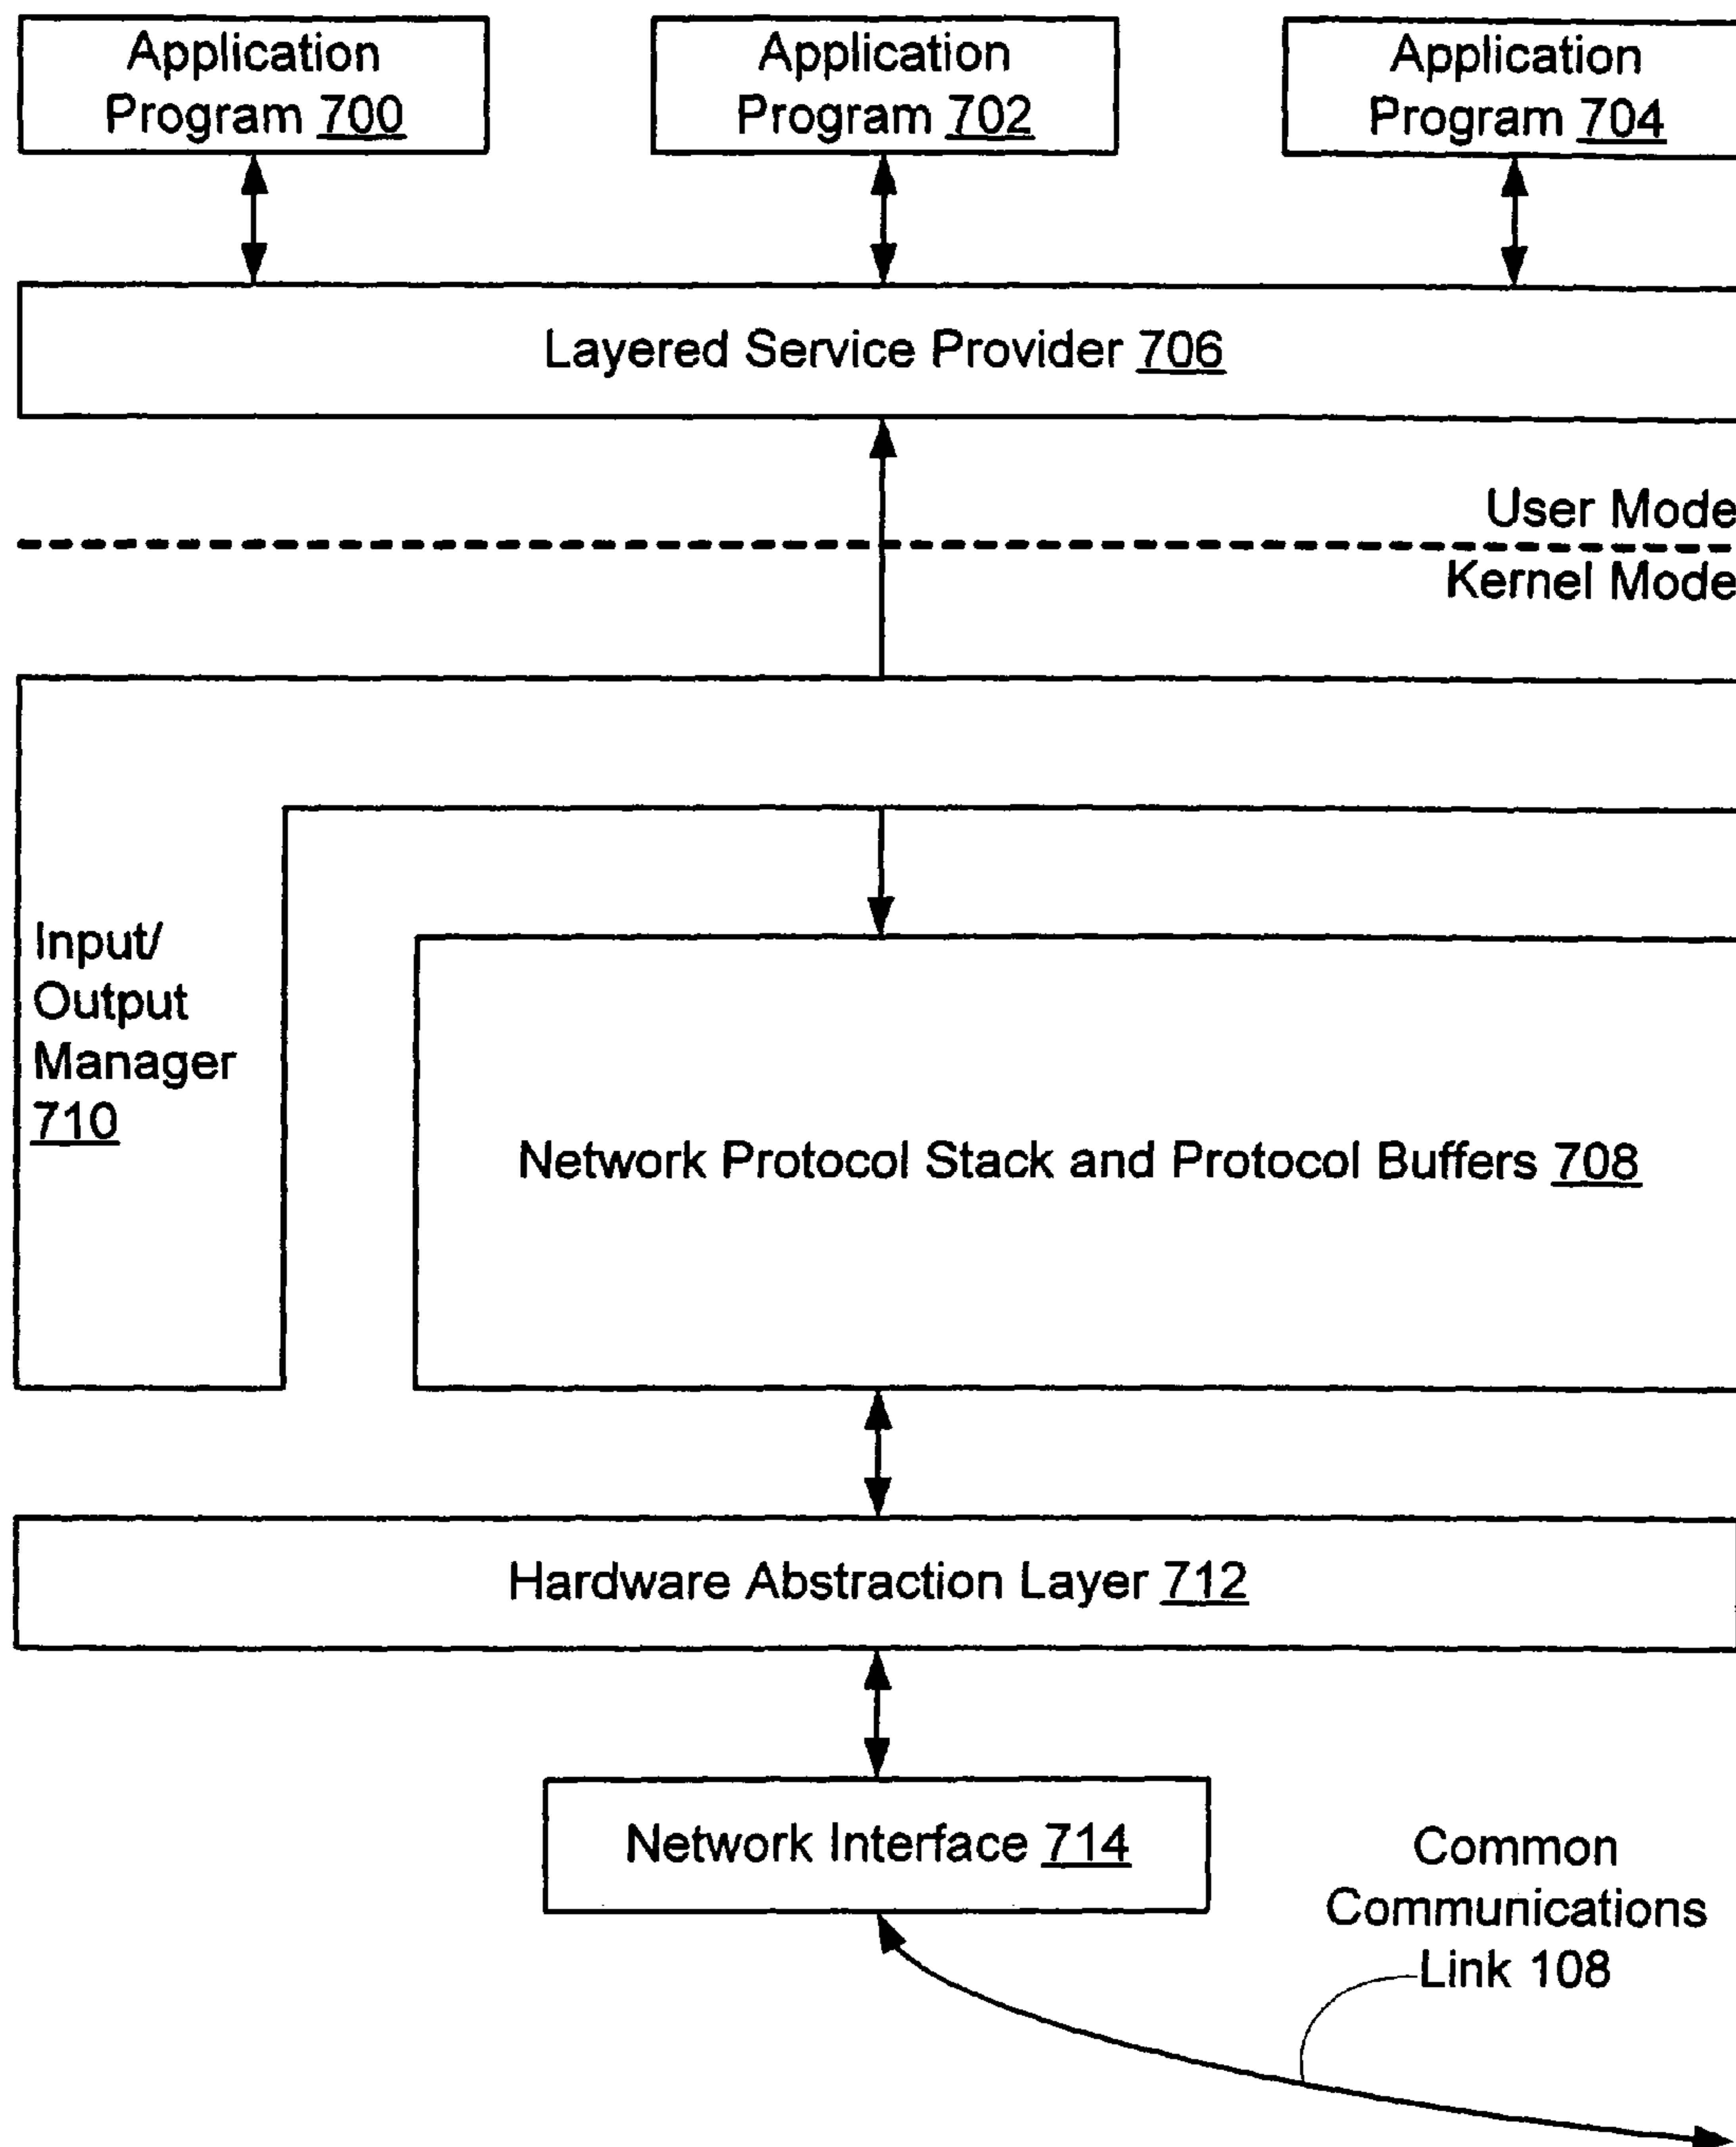 Application
Program 700
Application
Program 702
Application
Program 704
Layered Service Provider 706
User Mode
Kernel Mode
Input/
Output
Manager
710
Network Protocol Stack and Protocol Buffers 708
Hardware Abstraction Layer 712
Network Interface 714
Common
Communications
Link 108